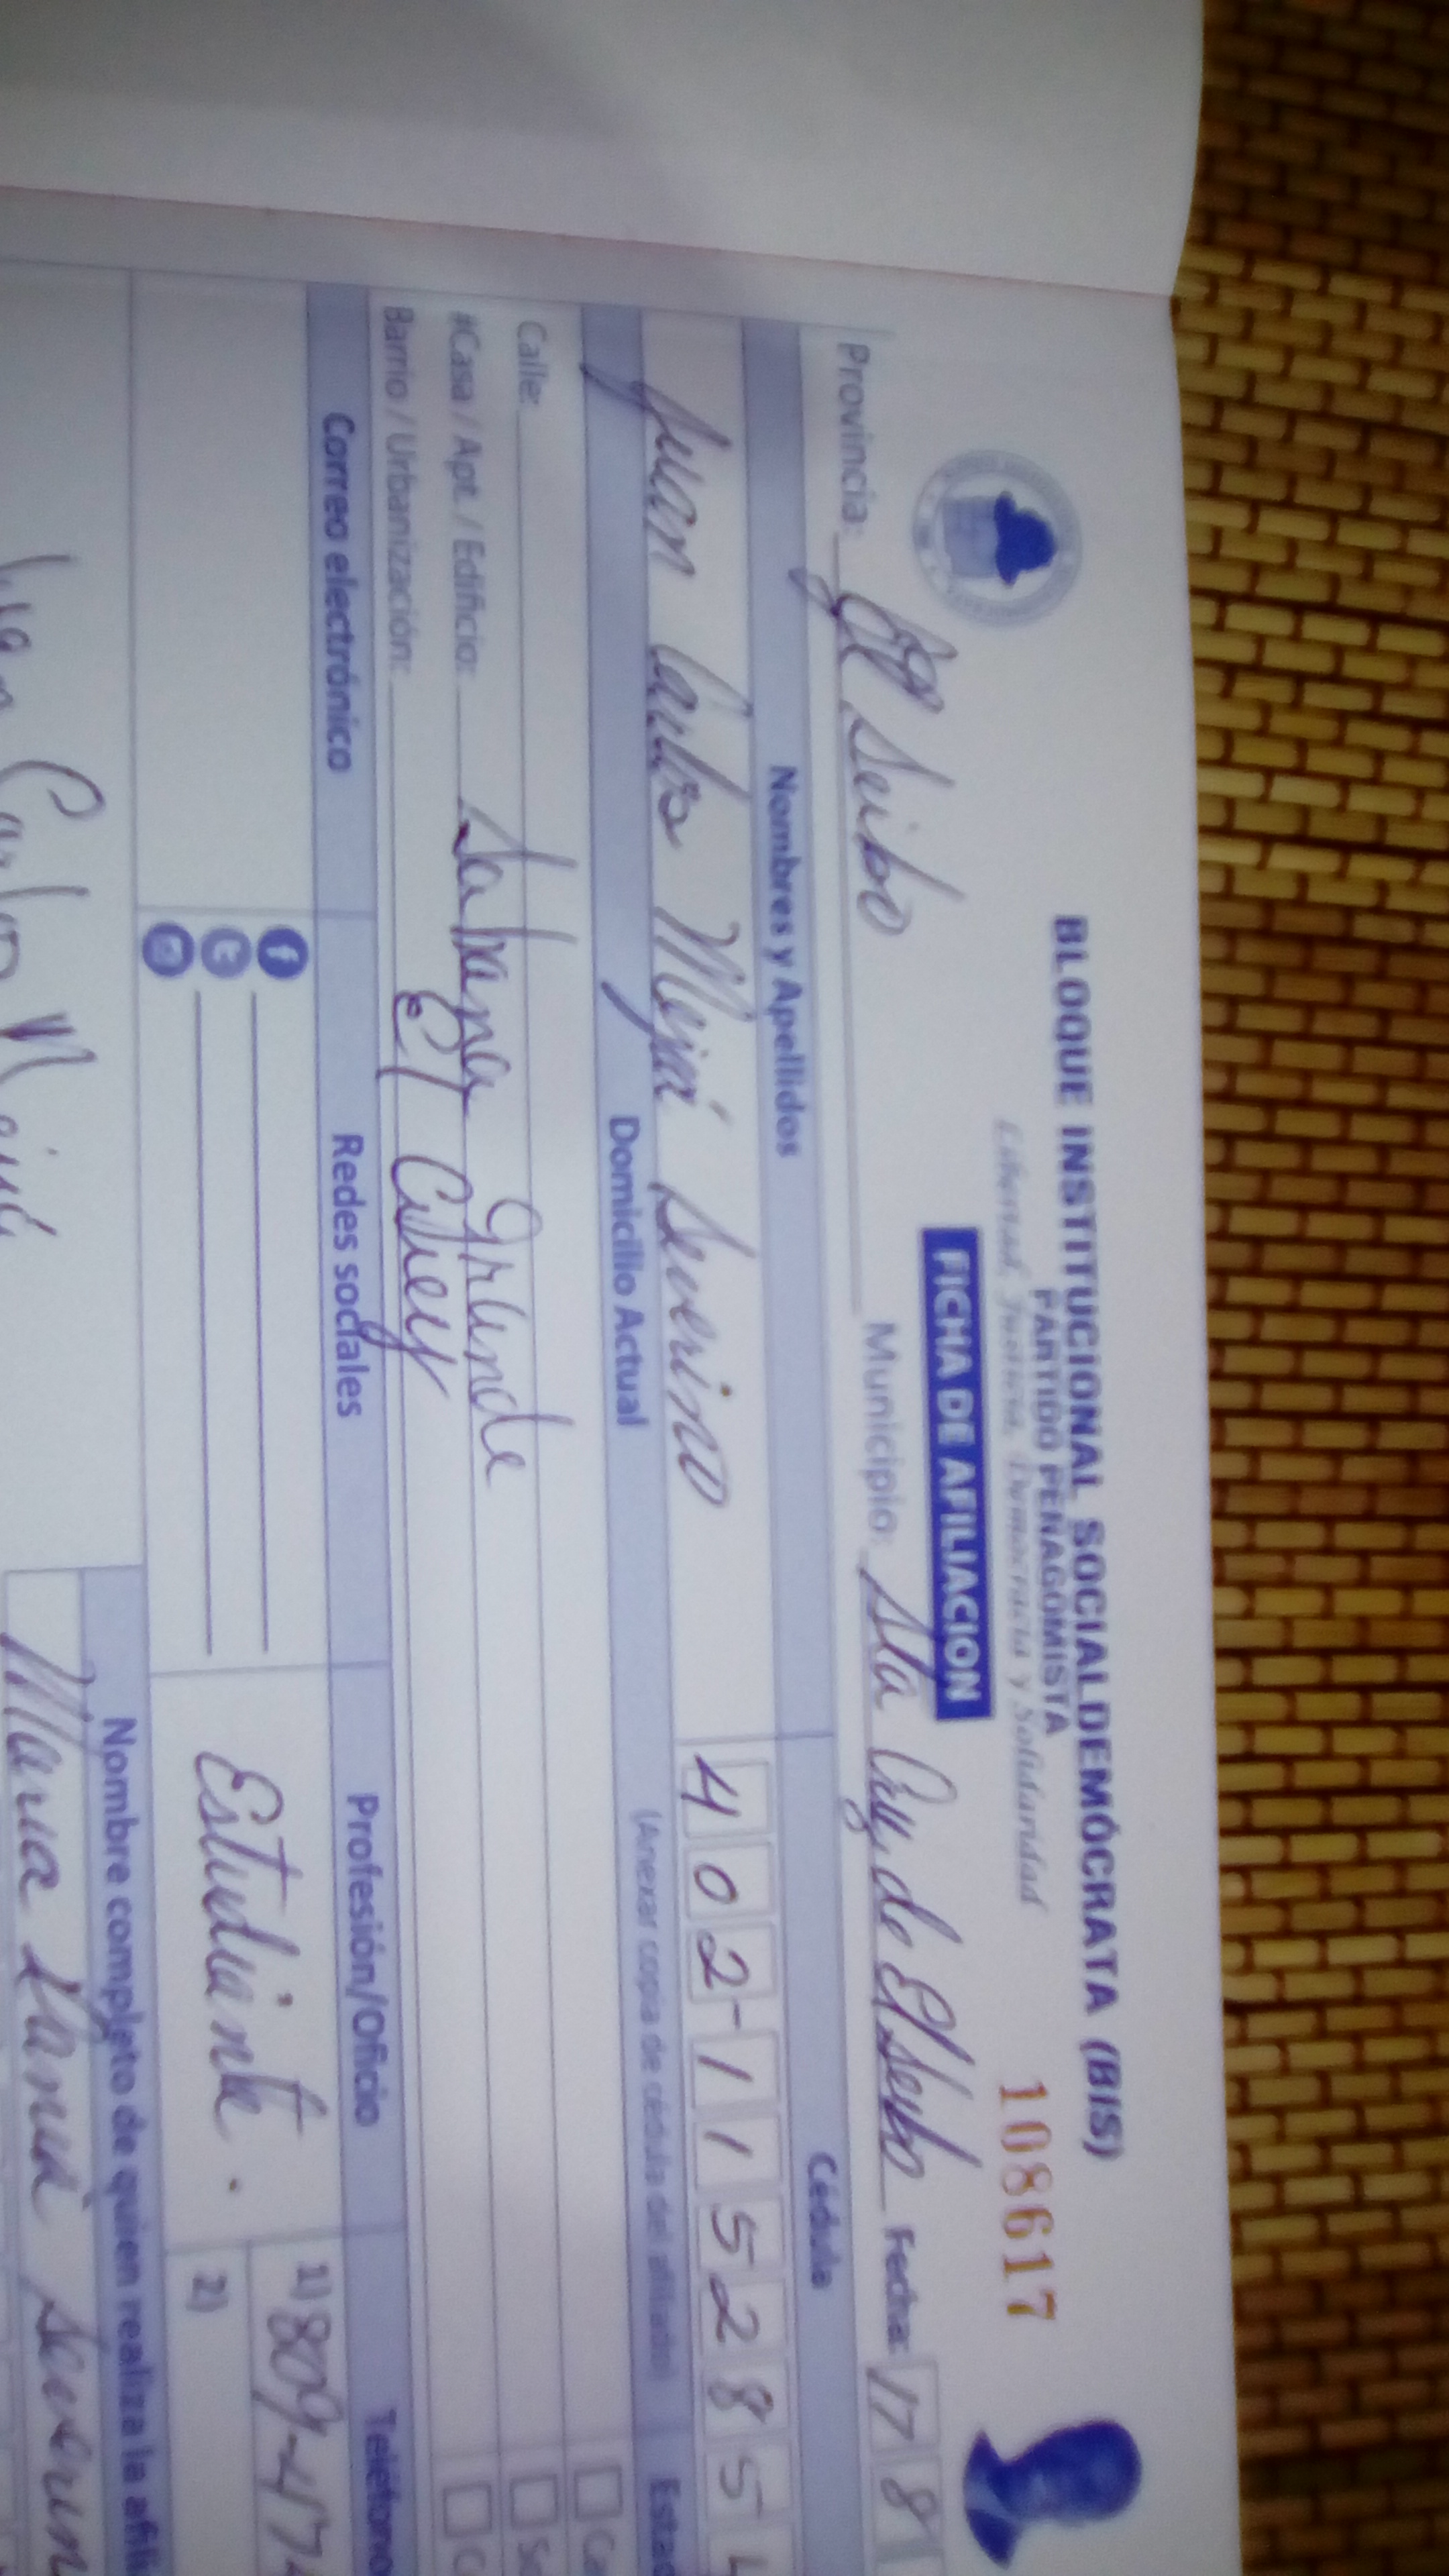 BLOQUE INSTITUCIONAL SOCIALDEMÓCRATA (BIS)
PARTIDO PEÑAGOMISTA
Libertad, Justicia, Democracia y Solidaridad
FICHA DE AFILIACION
108617
Provincia: El Seibo Municipio: Sta Cruz de El Seibo Fecha: 17 8
Nombres y Apellidos Cédula
Juan Carlos Mejía Severino 402-115285
Domicilio Actual (Anexar copia de cédula del afiliado)
Calle:
#Casa / Apt. / Edificio: Sabana Grande
Barrio / Urbanización: El Cuey
Correo electrónico Redes sociales Profesión/Oficio Teléfono
Estudiante. 1) 809-47
2)
Nombre completo de quien realiza la
Juan Carlos Mejía